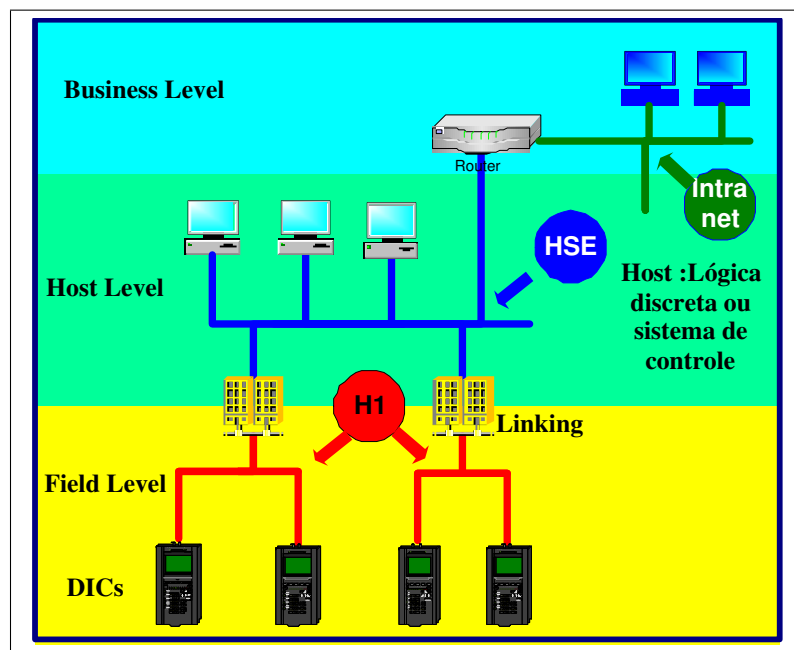 Business Level
Router
Intra
net
HSE
Host :Lógica
discreta ou
sistema de
controle
Host Level
H1
Linking
Field Level
DICs